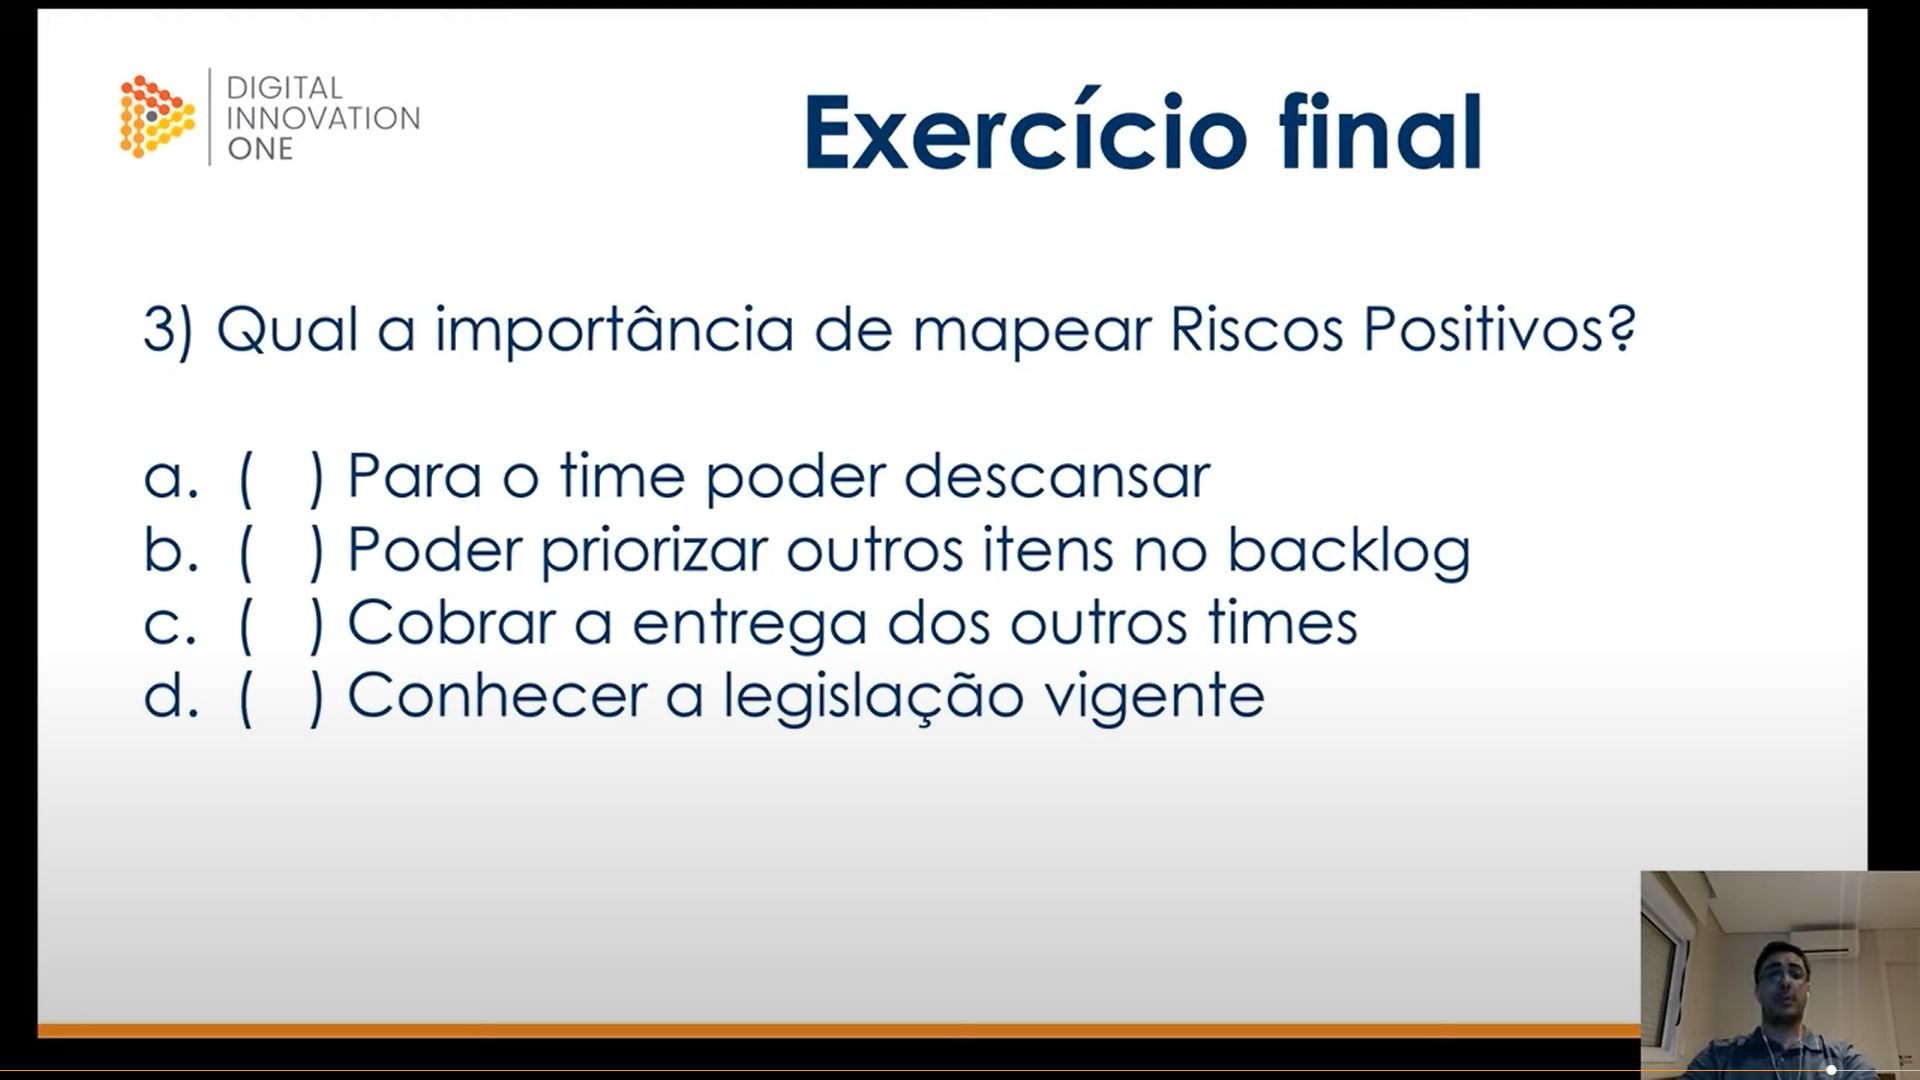 DIGITAL
INNOVATION
ONE
Exercício final
3) Qual a importância de mapear Riscos Positivos?
a. ( ) Para o time poder descansar
b. ( ) Poder priorizar outros itens no backlog
c. ( ) Cobrar a entrega dos outros times
d. ( ) Conhecer a legislação vigente